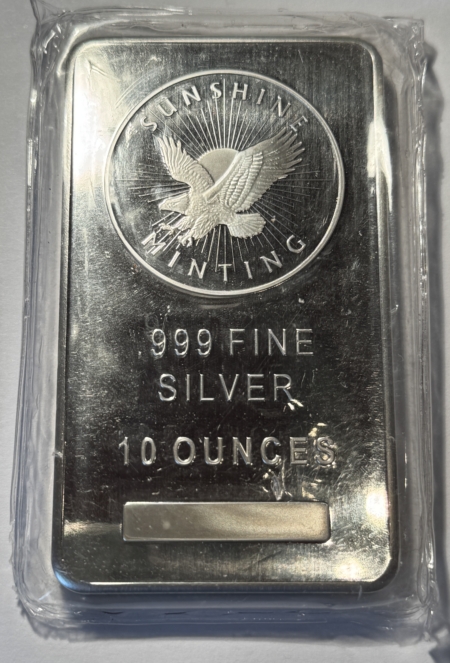 SUNSHINE
MINTING
.999 FINE
SILVER
10 OUNCES